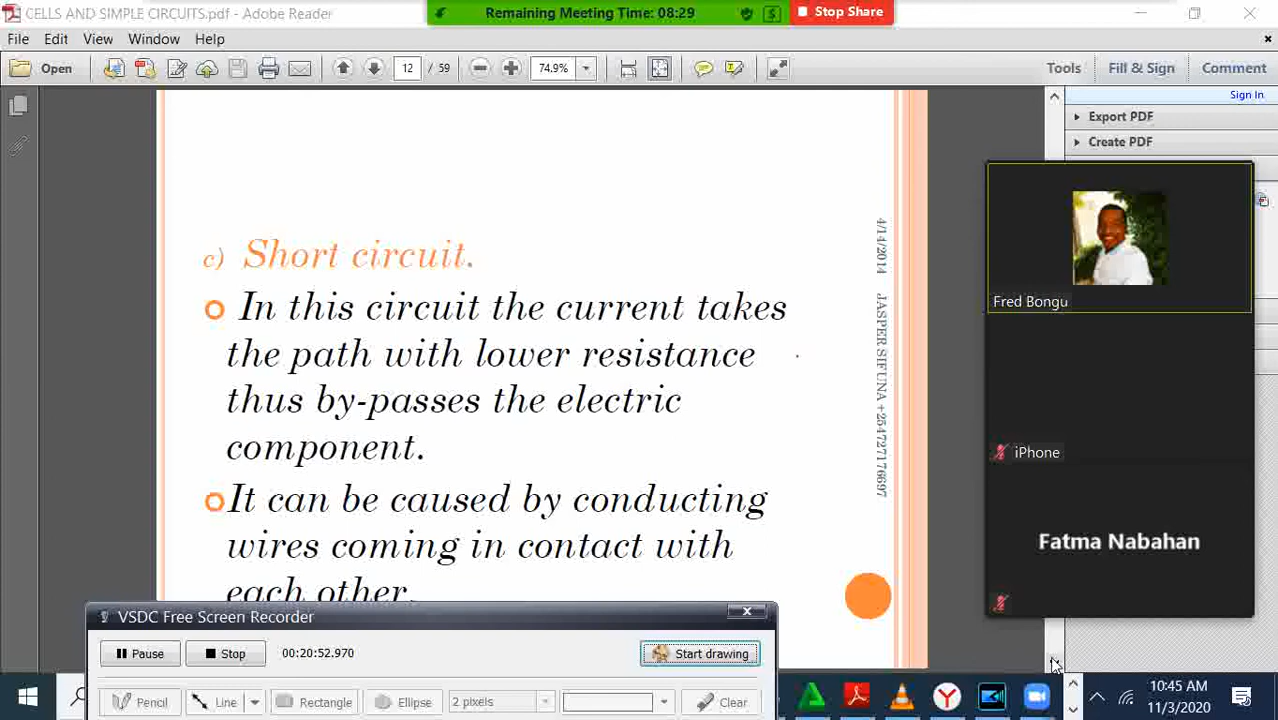 CELLS AND SIMPLE CIRCUITS.pdf - Adobe Reader
Remaining Meeting Time: 08:29
Stop Share
File Edit View Window Help
Open
12 / 59
74.9%
Tools Fill & Sign Comment
Sign In
Export PDF
Create PDF
c) Short circuit.
In this circuit the current takes
the path with lower resistance
thus by-passes the electric
component.
It can be caused by conducting
wires coming in contact with
each other.
4/14/2014 JASPER SIFUNA +254727176697
Fred Bongu
iPhone
Fatma Nabahan
VSDC Free Screen Recorder
Pause Stop 00:20:52.970 Start drawing
Pencil Line Rectangle Ellipse 2 pixels Clear
10:45 AM
11/3/2020